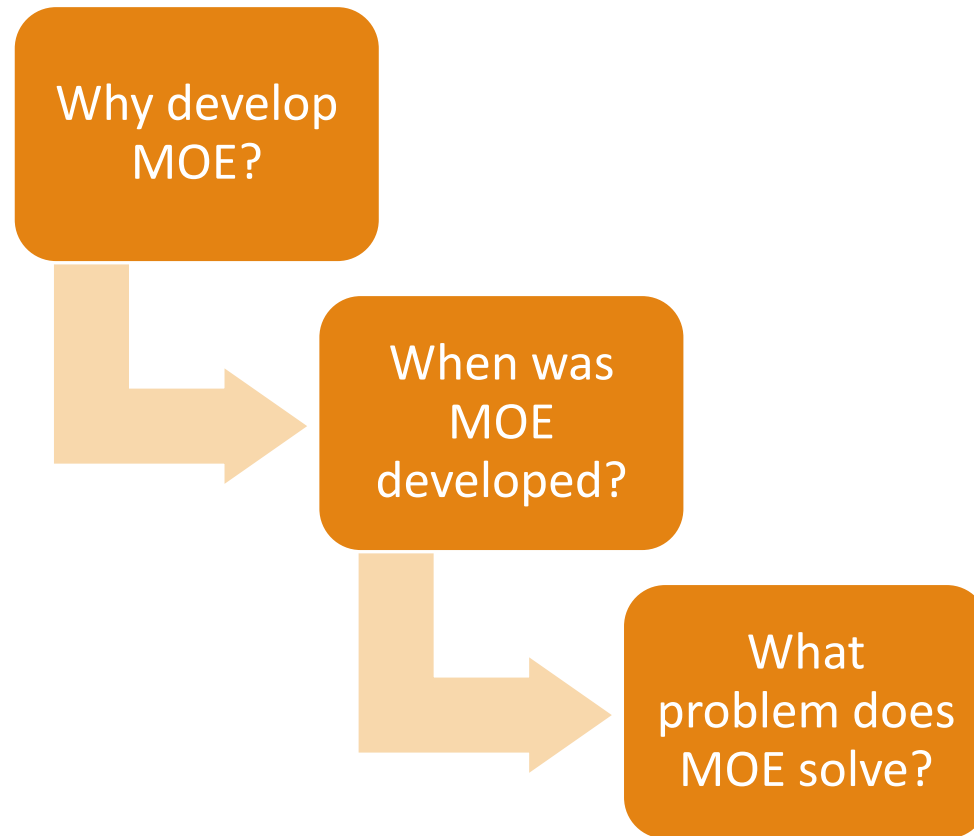 Why develop
MOE?
When was
MOE
developed?
What
problem does
MOE solve?